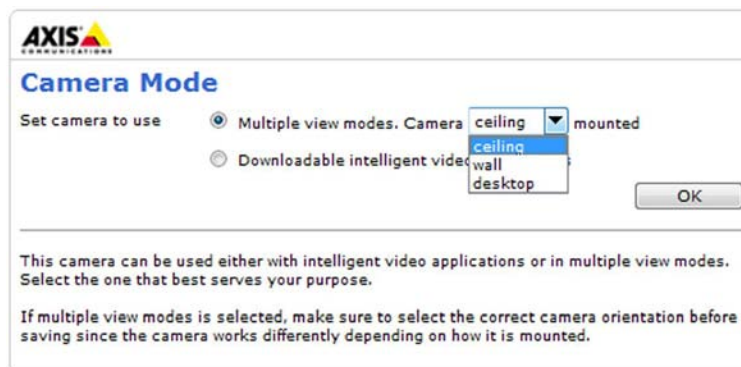 AXIS
COMMUNICATIONS
Camera Mode
Set camera to use Multiple view modes. Camera ceiling mounted
ceiling
Downloadable intelligent video s
wall
desktop
OK
This camera can be used either with intelligent video applications or in multiple view modes.
Select the one that best serves your purpose.
If multiple view modes is selected, make sure to select the correct camera orientation before
saving since the camera works differently depending on how it is mounted.